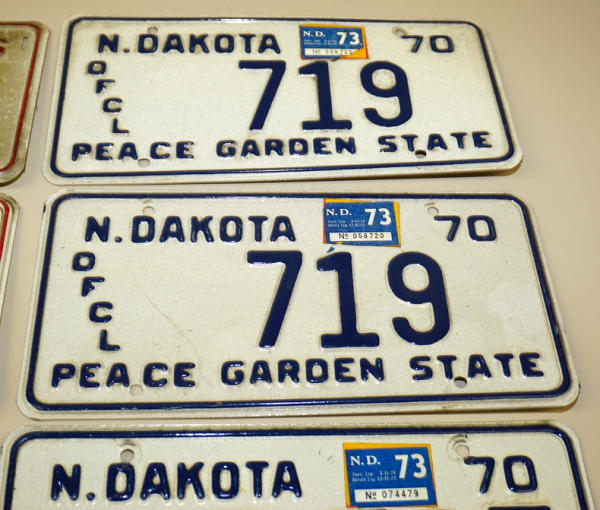 N. DAKOTA N.D. 73 70
OFCL
719
PEACE GARDEN STATE
N. DAKOTA N.D. 73 70
Nº 058720
OFCL
719
PEACE GARDEN STATE
N. DAKOTA N.D. 73 70
Nº 074479